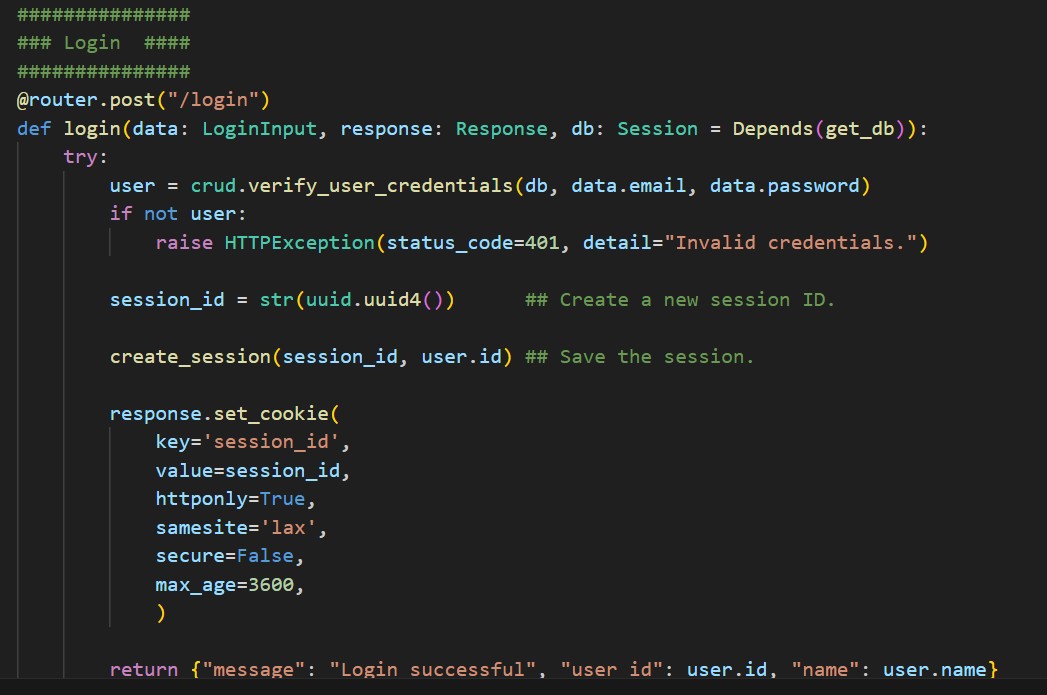 ###############
### Login  ####
###############
@router.post("/login")
def login(data: LoginInput, response: Response, db: Session = Depends(get_db)):
    try:
        user = crud.verify_user_credentials(db, data.email, data.password)
        if not user:
            raise HTTPException(status_code=401, detail="Invalid credentials.")
        session_id = str(uuid.uuid4())      ## Create a new session ID.
        create_session(session_id, user.id) ## Save the session.
        response.set_cookie(
            key='session_id',
            value=session_id,
            httponly=True,
            samesite='lax',
            secure=False,
            max_age=3600,
            )
        return {"message": "Login successful", "user_id": user.id, "name": user.name}